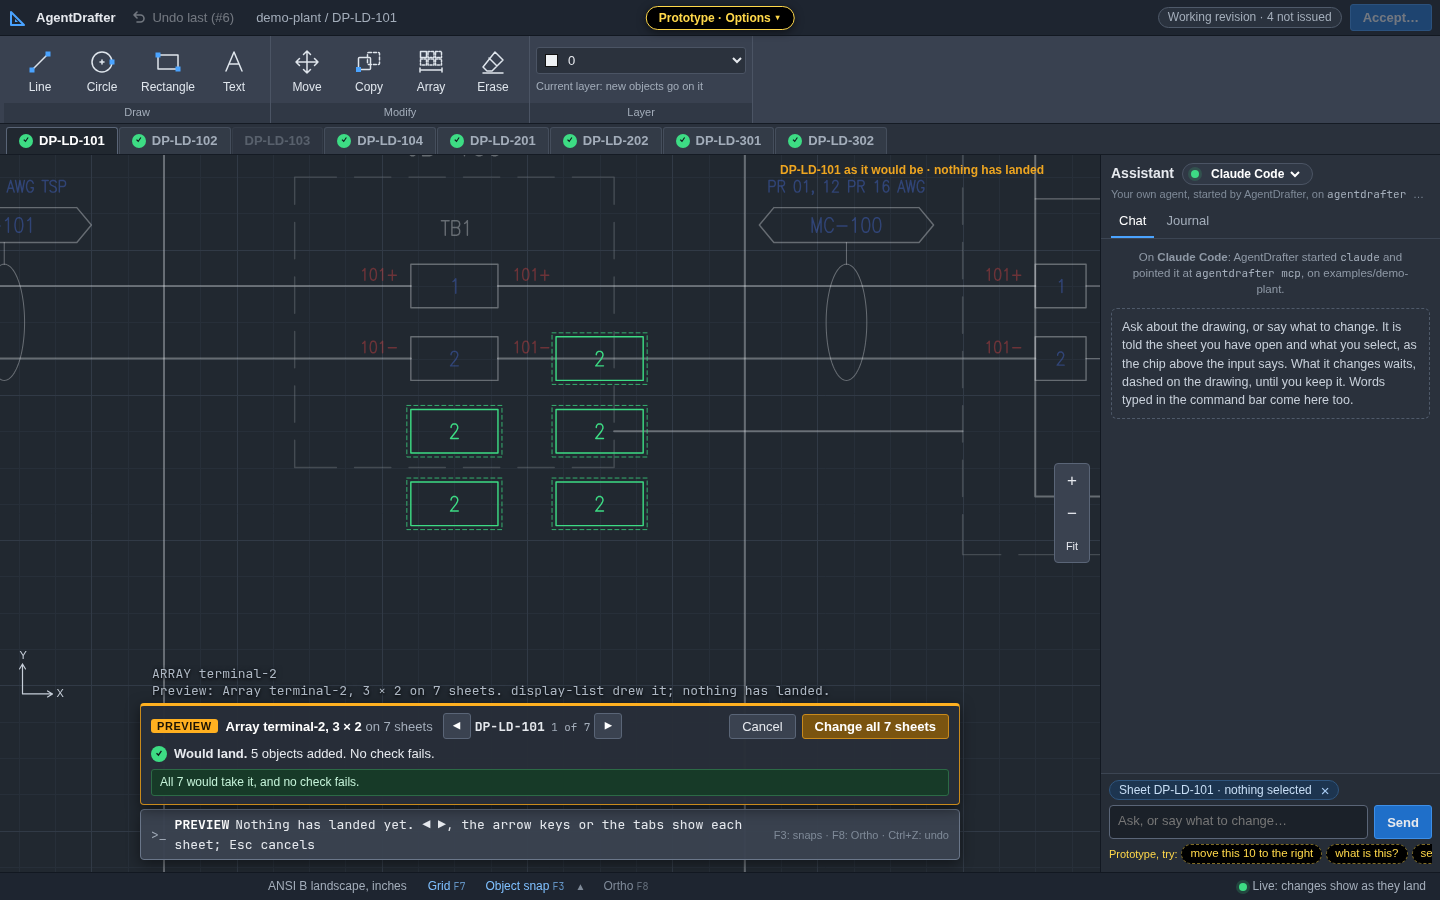 AgentDrafter
Undo last (#6)
demo-plant / DP-LD-101
Prototype · Options ▾
Working revision · 4 not issued
Accept…
Line
Circle
Rectangle
Text
Draw
Move
Copy
Array
Erase
Modify
0
Current layer: new objects go on it
Layer
DP-LD-101
DP-LD-102
DP-LD-103
DP-LD-104
DP-LD-201
DP-LD-202
DP-LD-301
DP-LD-302
DP-LD-101 as it would be · nothing has landed
AWG TSP
PR 01, 12 PR 16 AWG
-101
TB1
MC-100
101+
1
101+
101+
1
101-
2
101-
2
101-
2
2
2
2
2
+
−
Fit
Y
X
ARRAY terminal-2
Preview: Array terminal-2, 3 × 2 on 7 sheets. display-list drew it; nothing has landed.
PREVIEW
Array terminal-2, 3 × 2 on 7 sheets
◀ DP-LD-101 1 of 7 ▶
Cancel
Change all 7 sheets
Would land. 5 objects added. No check fails.
All 7 would take it, and no check fails.
>_ PREVIEW Nothing has landed yet. ◀ ▶, the arrow keys or the tabs show each
sheet; Esc cancels
F3: snaps · F8: Ortho · Ctrl+Z: undo
Assistant
Claude Code
Your own agent, started by AgentDrafter, on agentdrafter …
Chat
Journal
On Claude Code: AgentDrafter started claude and
pointed it at agentdrafter mcp, on examples/demo-
plant.
Ask about the drawing, or say what to change. It is
told the sheet you have open and what you select, as
the chip above the input says. What it changes waits,
dashed on the drawing, until you keep it. Words
typed in the command bar come here too.
Sheet DP-LD-101 · nothing selected ×
Ask, or say what to change…
Send
Prototype, try:
move this 10 to the right
what is this?
se
ANSI B landscape, inches
Grid F7
Object snap F3 ▲
Ortho F8
Live: changes show as they land